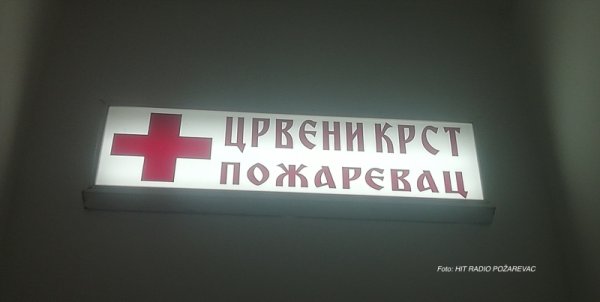 ЦРВЕНИ КРСТ
ПОЖАРЕВАЦ
Foto: HIT RADIO POŽAREVAC